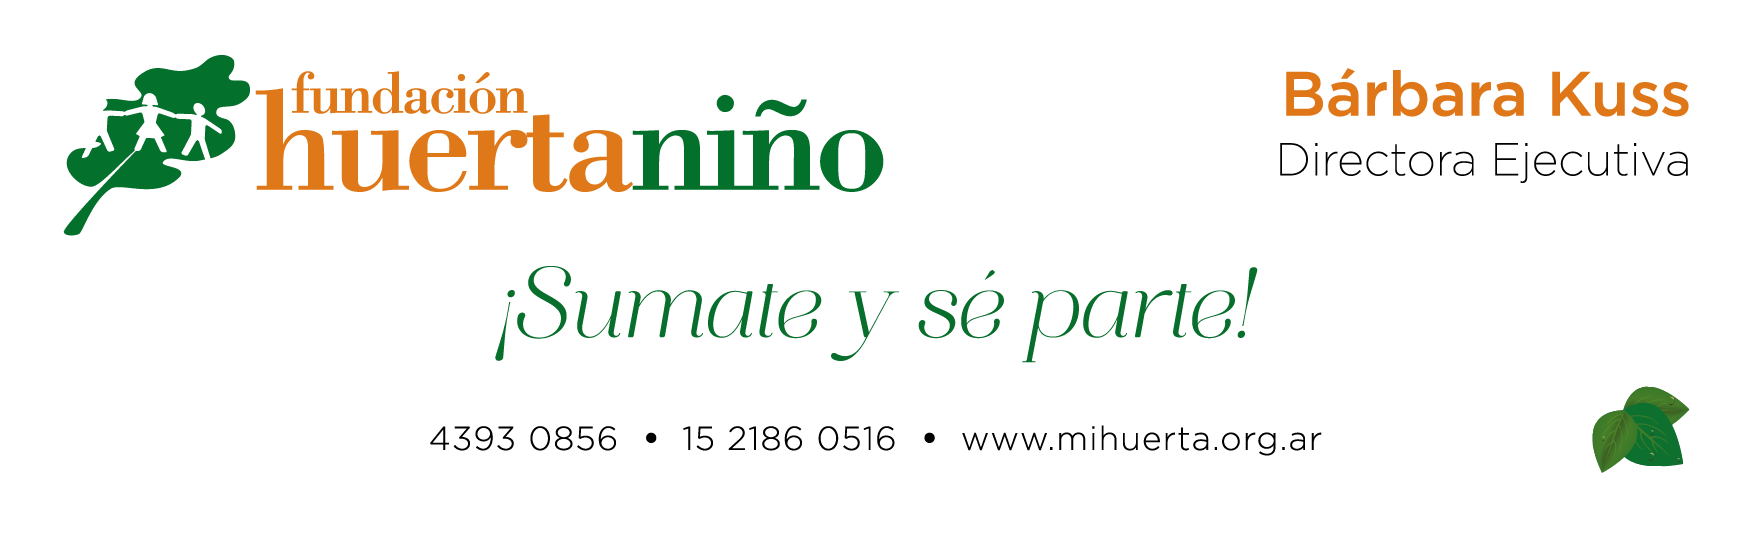 fundación
huertaniño
Bárbara Kuss
Directora Ejecutiva
¡Sumate y sé parte!
4393 0856 • 15 2186 0516 • www.mihuerta.org.ar